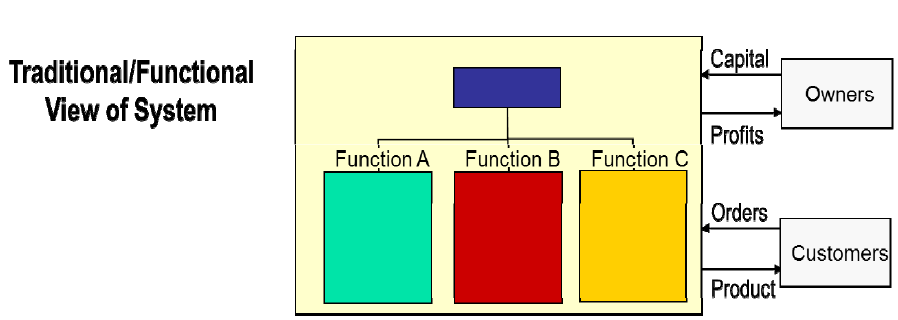 Traditional/Functional
View of System
Capital
Owners
Profits
Function A
Function B
Function C
Orders
Customers
Product